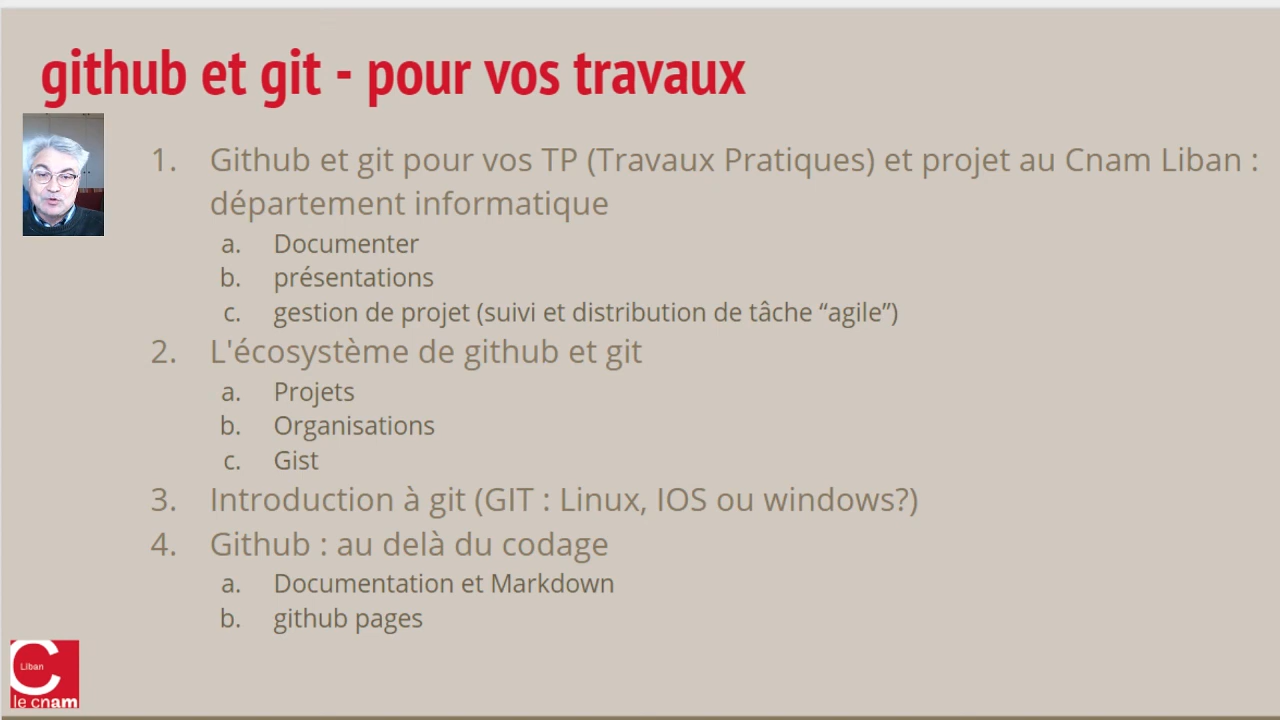 github et git - pour vos travaux
1. Github et git pour vos TP (Travaux Pratiques) et projet au Cnam Liban :
département informatique
a. Documenter
b. présentations
c. gestion de projet (suivi et distribution de tâche “agile”)
2. L'écosystème de github et git
a. Projets
b. Organisations
c. Gist
3. Introduction à git (GIT : Linux, IOS ou windows?)
4. Github : au delà du codage
a. Documentation et Markdown
b. github pages
Liban
le cnam